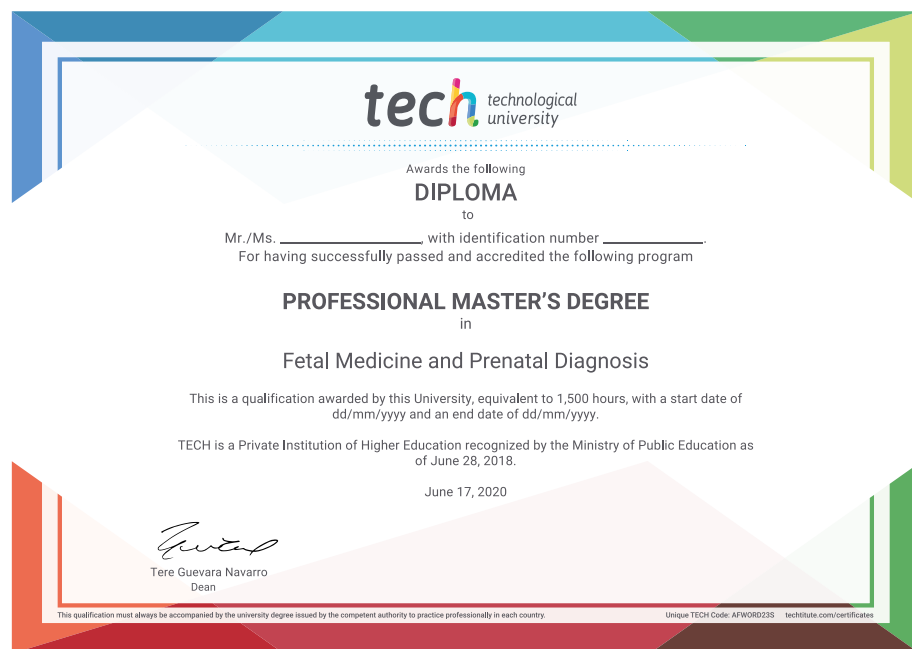 tech technological
university
Awards the following
DIPLOMA
to
Mr./Ms. ____________________, with identification number ______________.
For having successfully passed and accredited the following program
PROFESSIONAL MASTER'S DEGREE
in
Fetal Medicine and Prenatal Diagnosis
This is a qualification awarded by this University, equivalent to 1,500 hours, with a start date of
dd/mm/yyyy and an end date of dd/mm/yyyy.
TECH is a Private Institution of Higher Education recognized by the Ministry of Public Education as
of June 28, 2018.
June 17, 2020
Tere Guevara Navarro
Dean
This qualification must always be accompanied by the university degree issued by the competent authority to practice professionally in each country. Unique TECH Code: AFWORD23S techtitute.com/certificates